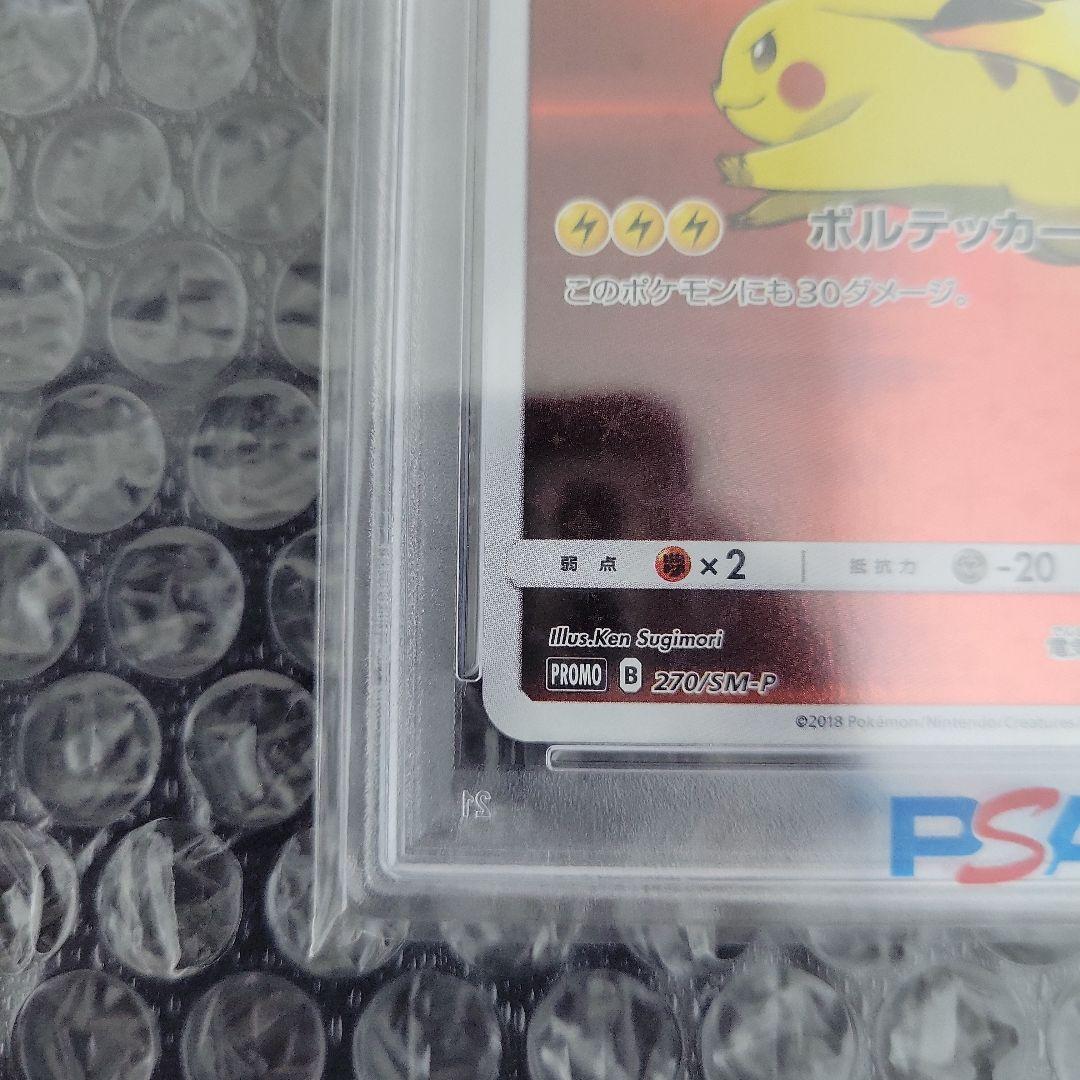 ボルテッカー
このポケモンにも30ダメージ。
弱点 ×2 抵抗力 -20
Illus.Ken Sugimori
PROMO B 270/SM-P
©2018 Pokémon/Nintendo/Creatures
21
PSA